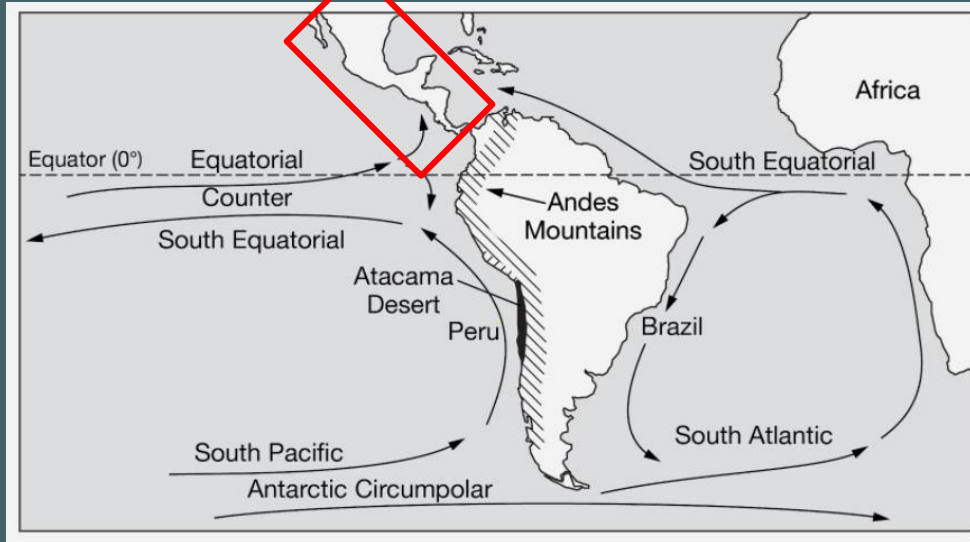 Africa
Equator (0°)
Equatorial
South Equatorial
Counter
Andes
Mountains
South Equatorial
Atacama
Desert
Peru
Brazil
South Pacific
South Atlantic
Antarctic Circumpolar